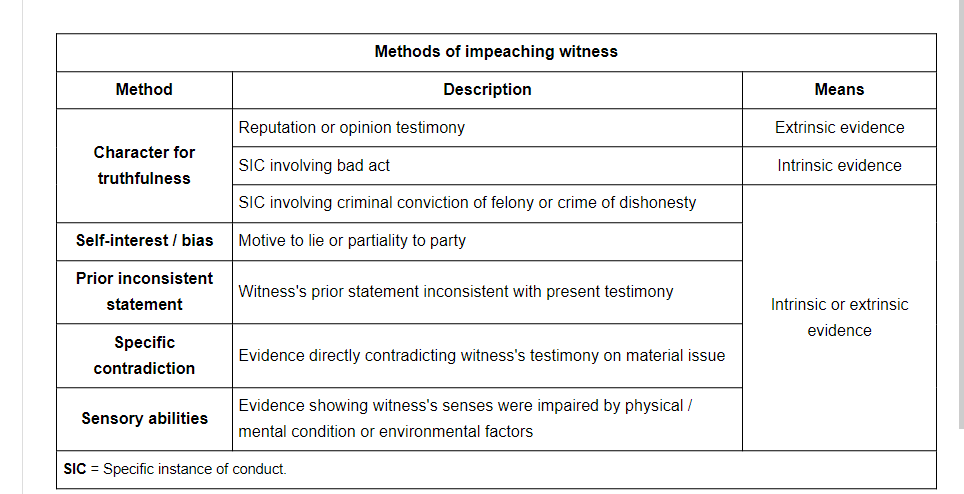 Methods of impeaching witness
Method
Description
Means
Character for
truthfulness
Reputation or opinion testimony
Extrinsic evidence
SIC involving bad act
Intrinsic evidence
SIC involving criminal conviction of felony or crime of dishonesty
Intrinsic or extrinsic
evidence
Self-interest / bias
Motive to lie or partiality to party
Prior inconsistent
statement
Witness's prior statement inconsistent with present testimony
Specific
contradiction
Evidence directly contradicting witness's testimony on material issue
Sensory abilities
Evidence showing witness's senses were impaired by physical /
mental condition or environmental factors
SIC = Specific instance of conduct.